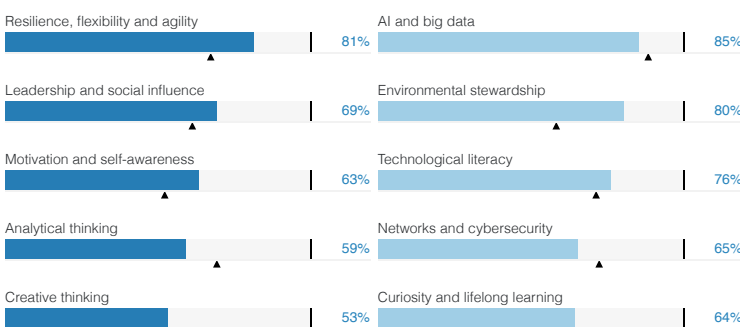 Resilience, flexibility and agility
81%
Leadership and social influence
69%
Motivation and self-awareness
63%
Analytical thinking
59%
Creative thinking
53%
AI and big data
85%
Environmental stewardship
80%
Technological literacy
76%
Networks and cybersecurity
65%
Curiosity and lifelong learning
64%